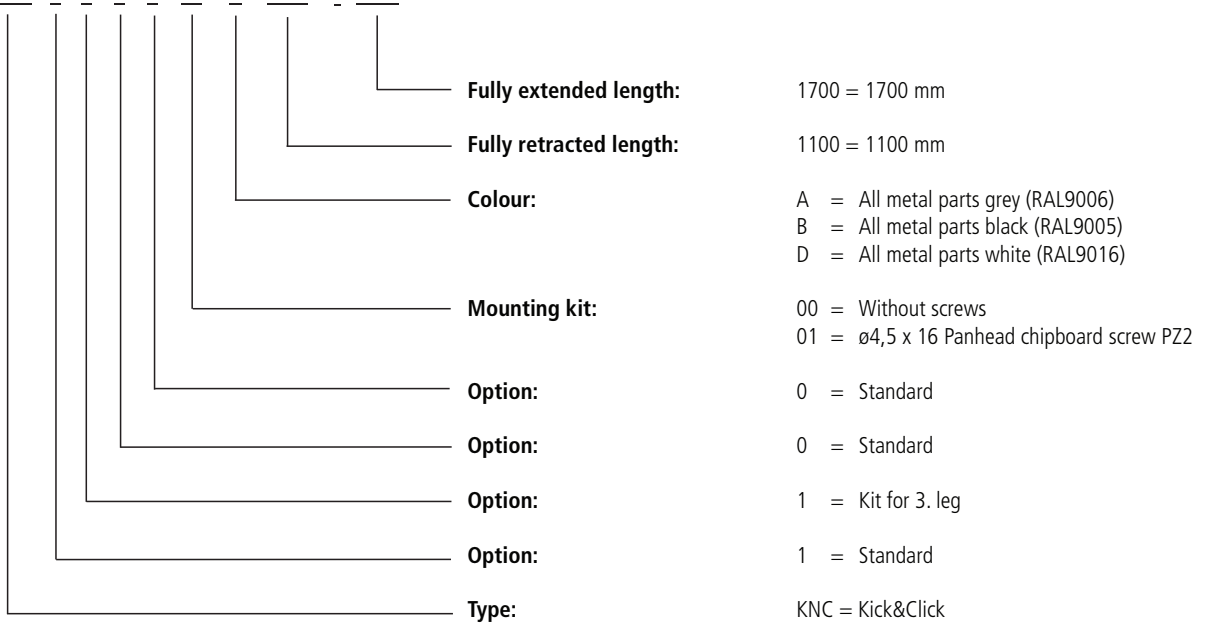 Fully extended length: 1700 = 1700 mm
Fully retracted length: 1100 = 1100 mm
Colour: A = All metal parts grey (RAL9006)
B = All metal parts black (RAL9005)
D = All metal parts white (RAL9016)
Mounting kit: 00 = Without screws
01 = ø4,5 x 16 Panhead chipboard screw PZ2
Option: 0 = Standard
Option: 0 = Standard
Option: 1 = Kit for 3. leg
Option: 1 = Standard
Type: KNC = Kick&Click